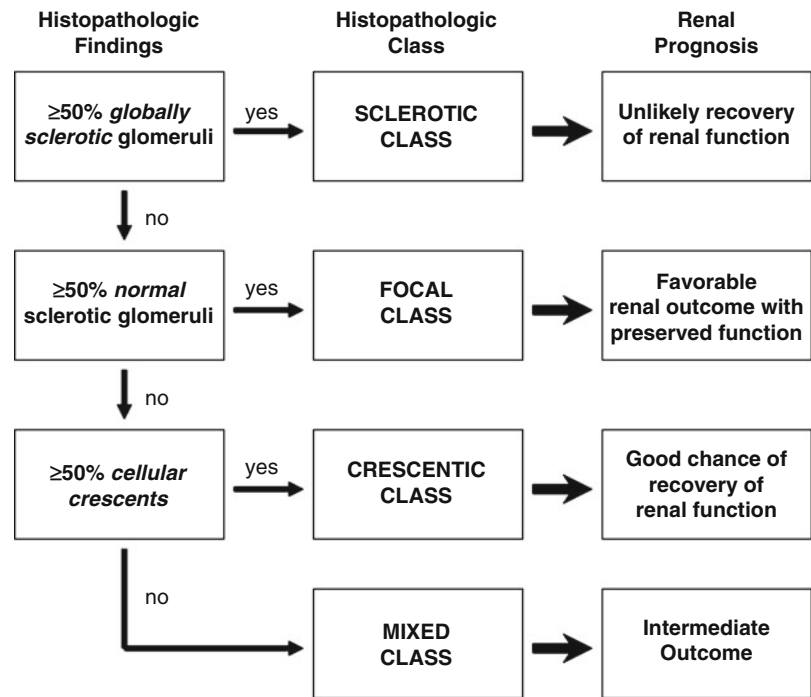 Histopathologic
Findings
Histopathologic
Class
Renal
Prognosis
≥50% globally
sclerotic glomeruli
yes
SCLEROTIC
CLASS
Unlikely recovery
of renal function
no
≥50% normal
sclerotic glomeruli
yes
FOCAL
CLASS
Favorable
renal outcome with
preserved function
no
≥50% cellular
crescents
yes
CRESCENTIC
CLASS
Good chance of
recovery of
renal function
no
MIXED
CLASS
Intermediate
Outcome